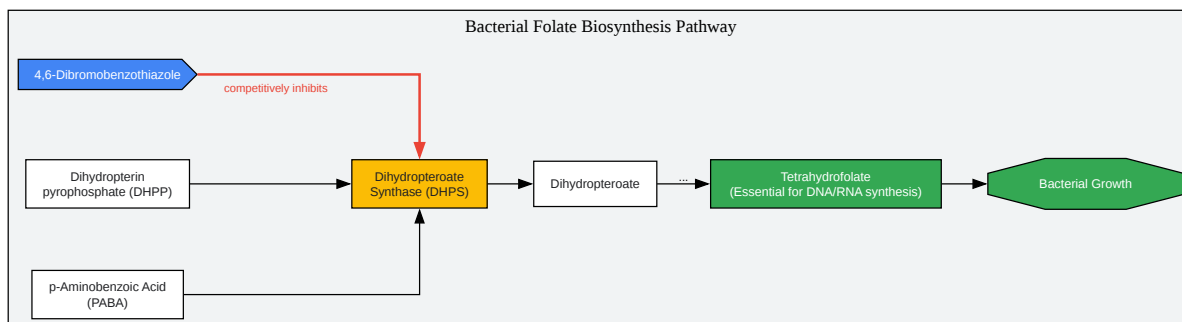 Bacterial Folate Biosynthesis Pathway
4,6-Dibromobenzothiazole
competitively inhibits
Dihydropterin
pyrophosphate (DHPP)
Dihydropteroate
Synthase (DHPS)
Dihydropteroate
...
Tetrahydrofolate
(Essential for DNA/RNA synthesis)
Bacterial Growth
p-Aminobenzoic Acid
(PABA)